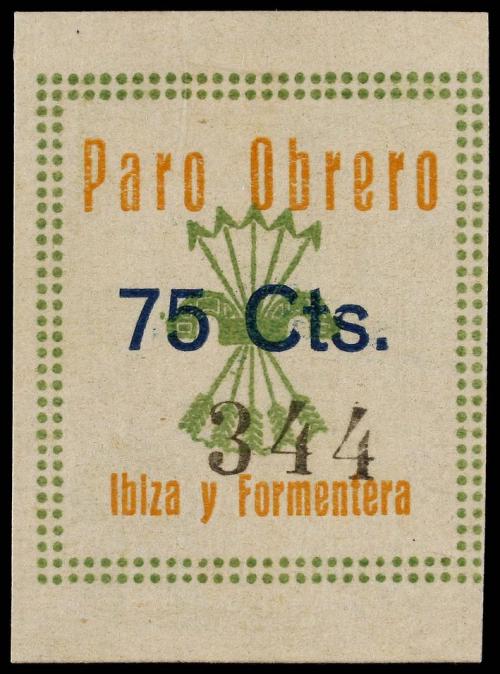 Paro Obrero
75 Cts.
344
Ibiza y Formentera